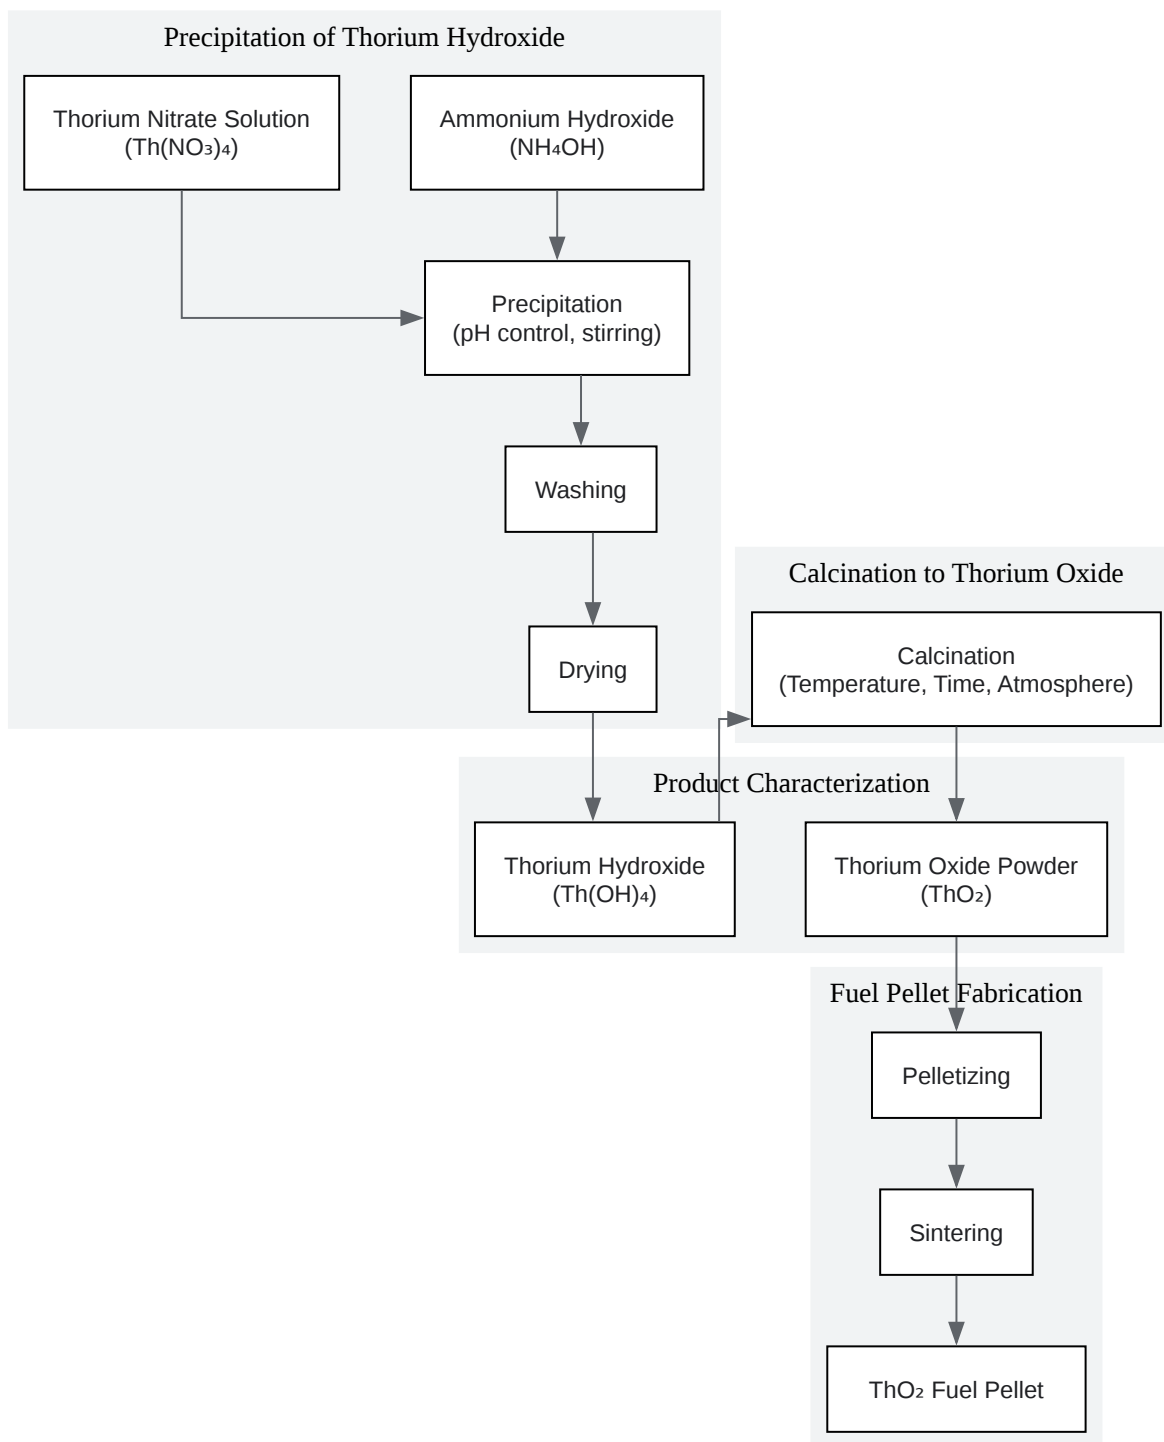 Precipitation of Thorium Hydroxide
Thorium Nitrate Solution
(Th(NO₃)₄)
Ammonium Hydroxide
(NH₄OH)
Precipitation
(pH control, stirring)
Washing
Drying
Calcination to Thorium Oxide
Calcination
(Temperature, Time, Atmosphere)
Product Characterization
Thorium Hydroxide
(Th(OH)₄)
Thorium Oxide Powder
(ThO₂)
Fuel Pellet Fabrication
Pelletizing
Sintering
ThO₂ Fuel Pellet